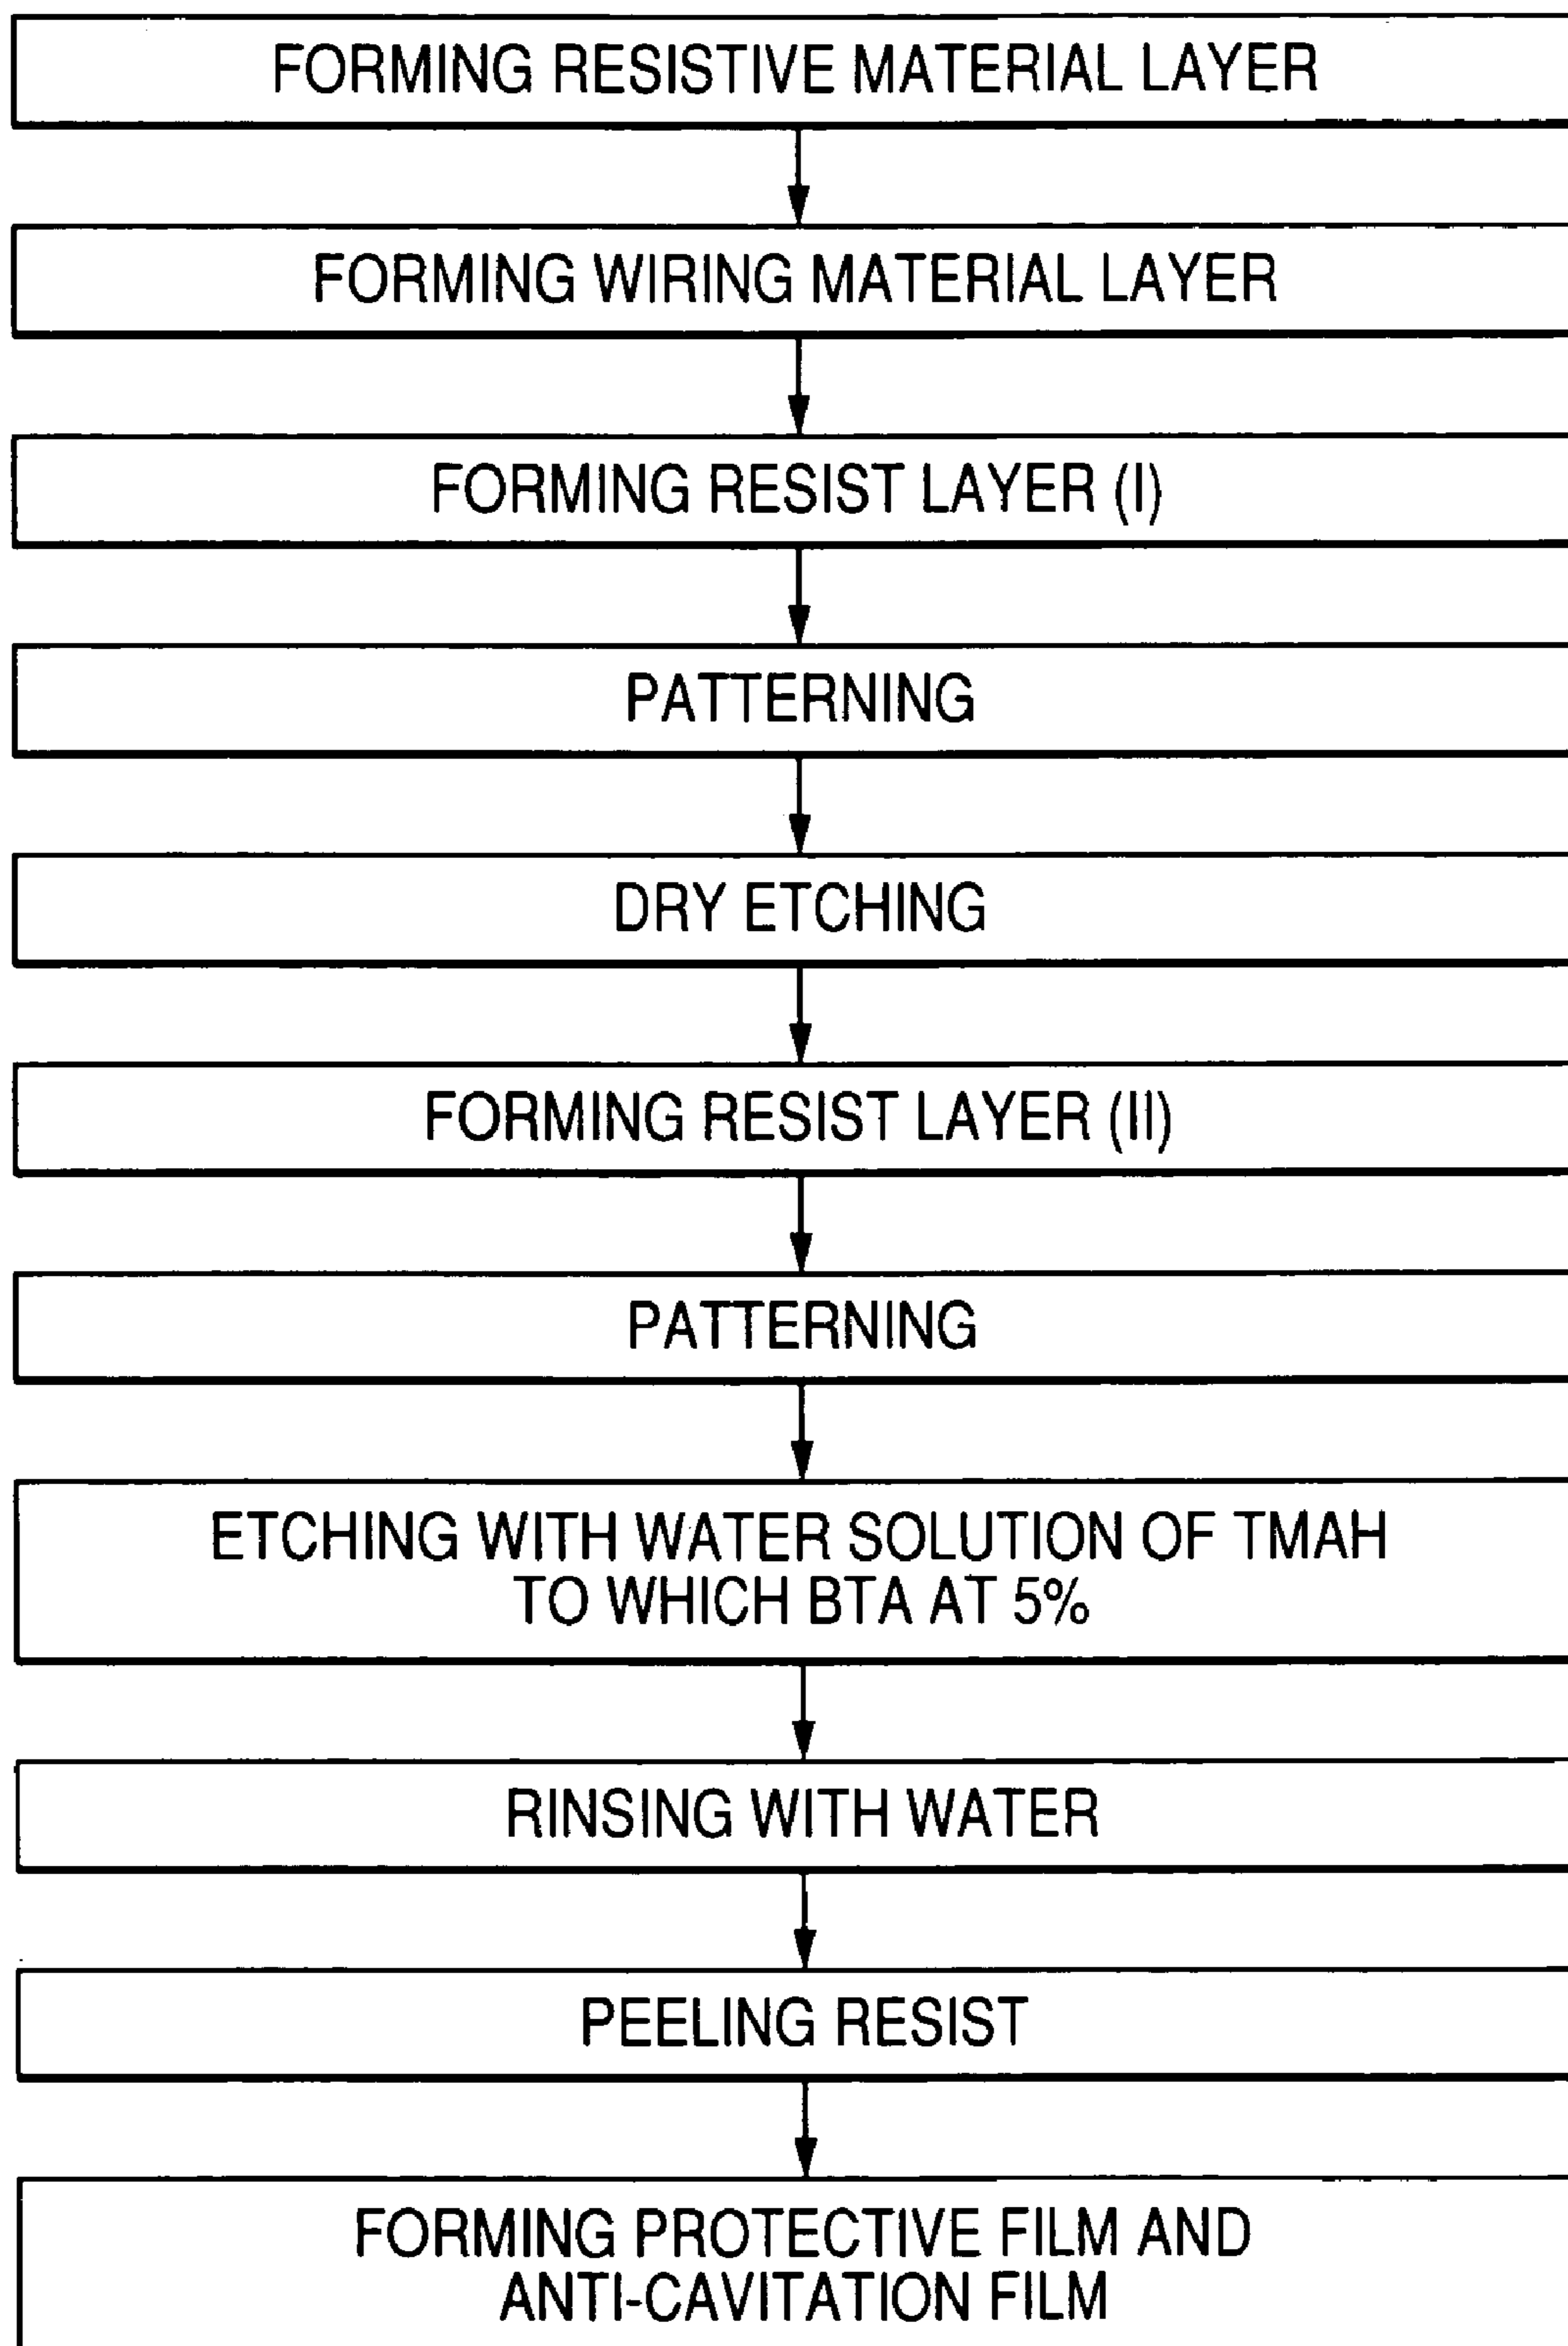 FORMING RESISTIVE MATERIAL LAYER
FORMING WIRING MATERIAL LAYER
FORMING RESIST LAYER (I)
PATTERNING
DRY ETCHING
FORMING RESIST LAYER (II)
PATTERNING
ETCHING WITH WATER SOLUTION OF TMAH
TO WHICH BTA AT 5%
RINSING WITH WATER
PEELING RESIST
FORMING PROTECTIVE FILM AND
ANTI-CAVITATION FILM